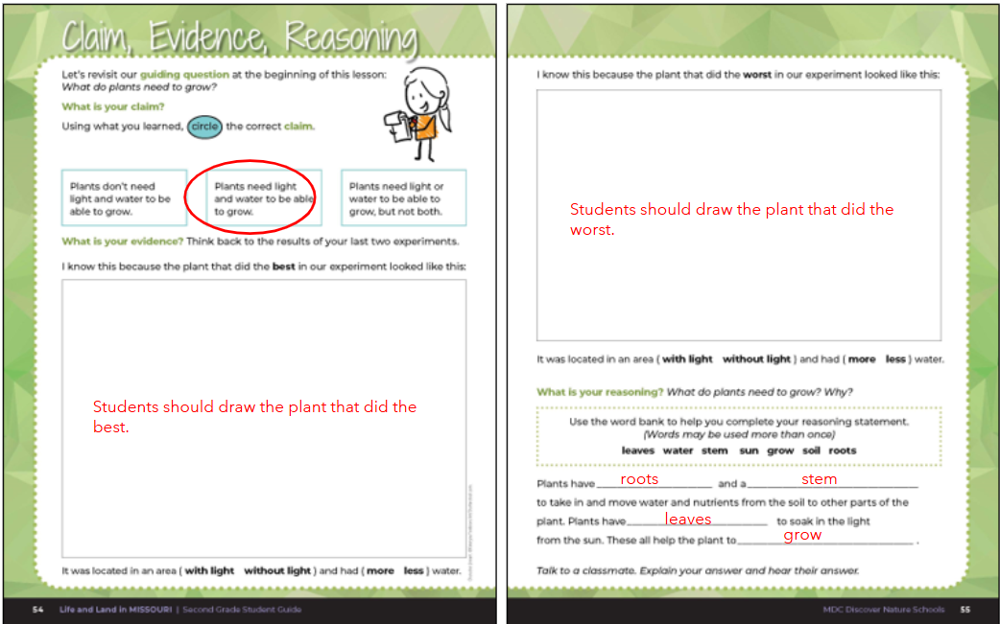 Claim, Evidence, Reasoning
Let's revisit our guiding question at the beginning of this lesson:
What do plants need to grow?
What is your claim?
Using what you learned, circle the correct claim.
Plants don't need
light and water to be
able to grow.
Plants need light
and water to be able
to grow.
Plants need light or
water to be able to
grow, but not both.
What is your evidence? Think back to the results of your last two experiments.
I know this because the plant that did the best in our experiment looked like this:
Students should draw the plant that did the
best.
It was located in an area ( with light without light ) and had ( more less ) water.
54 Life and Land in MISSOURI | Second Grade Student Guide
I know this because the plant that did the worst in our experiment looked like this:
Students should draw the plant that did the
worst.
It was located in an area ( with light without light ) and had ( more less ) water.
What is your reasoning? What do plants need to grow? Why?
Use the word bank to help you complete your reasoning statement.
(Words may be used more than once)
leaves water stem sun grow soil roots
Plants have roots and a stem
to take in and move water and nutrients from the soil to other parts of the
plant. Plants have leaves to soak in the light
from the sun. These all help the plant to grow .
Talk to a classmate. Explain your answer and hear their answer.
MDC Discover Nature Schools 55